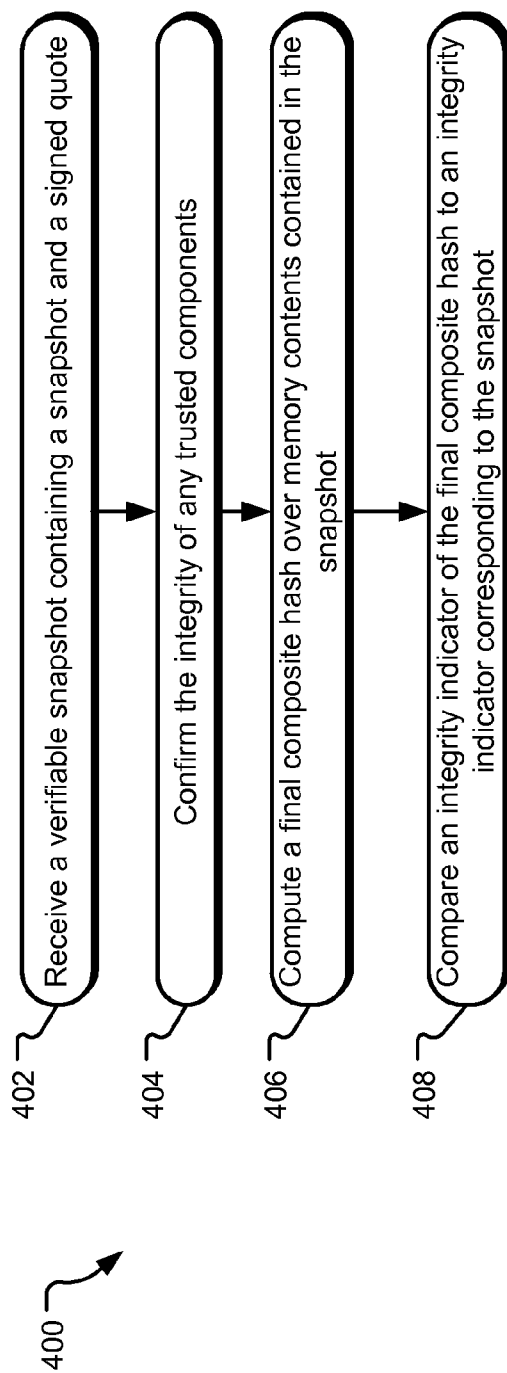 400
402
Receive a verifiable snapshot containing a snapshot and a signed quote
404
Confirm the integrity of any trusted components
406
Compute a final composite hash over memory contents contained in the
snapshot
408
Compare an integrity indicator of the final composite hash to an integrity
indicator corresponding to the snapshot